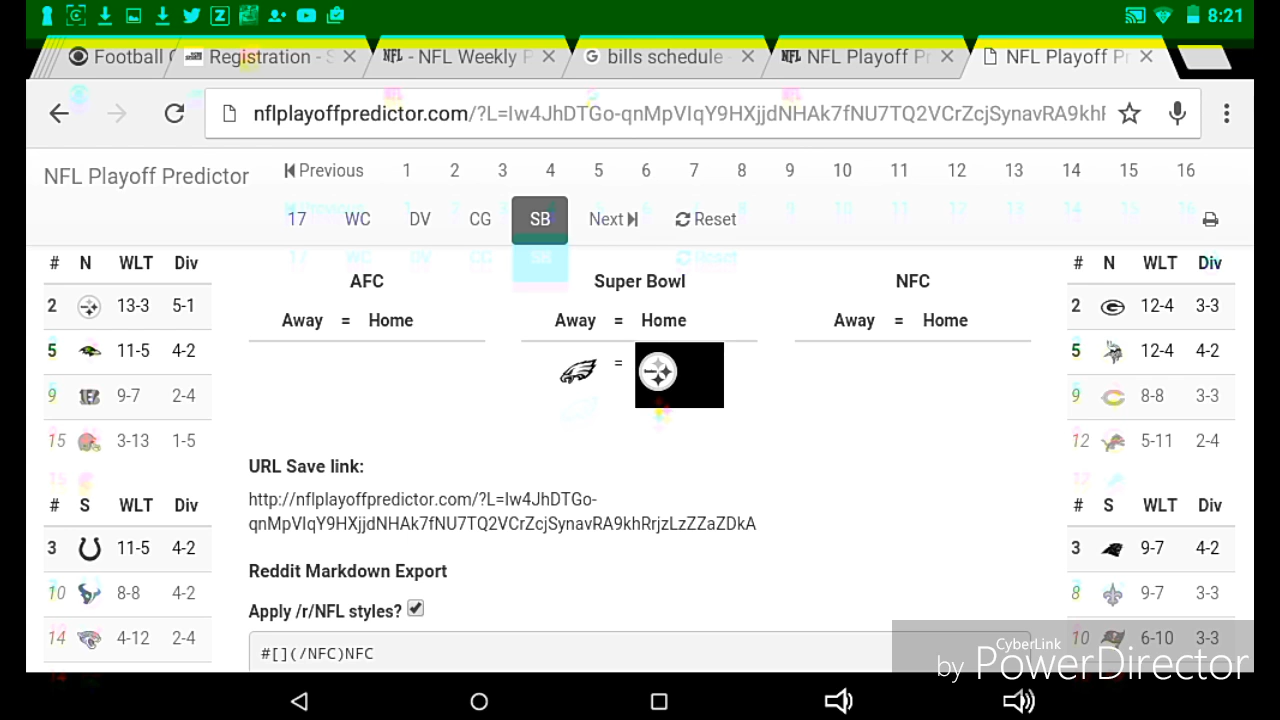 8:21
Football
Registration - S
NFL Weekly P
bills schedule -
NFL Playoff Pr
NFL Playoff Pr
nflplayoffpredictor.com/?L=Iw4JhDTGo-qnMpVIqY9HXjjdNHAk7fNU7TQ2VCrZcjSynavRA9khR
NFL Playoff Predictor
Previous 1 2 3 4 5 6 7 8 9 10 11 12 13 14 15 16
17 WC DV CG SB Next Reset
# N WLT Div
2 13-3 5-1
5 11-5 4-2
9 9-7 2-4
15 3-13 1-5
# S WLT Div
3 11-5 4-2
10 8-8 4-2
14 4-12 2-4
AFC
Away = Home
Super Bowl
Away = Home
=
NFC
Away = Home
URL Save link:
http://nflplayoffpredictor.com/?L=Iw4JhDTGo-
qnMpVIqY9HXjjdNHAk7fNU7TQ2VCrZcjSynavRA9khRrjzLzZZaZDkA
Reddit Markdown Export
Apply /r/NFL styles?
#[](/NFC)NFC
# N WLT Div
2 12-4 3-3
5 12-4 4-2
9 8-8 3-3
12 5-11 2-4
# S WLT Div
3 9-7 4-2
8 9-7 3-3
10 6-10 3-3
CyberLink
by PowerDirector